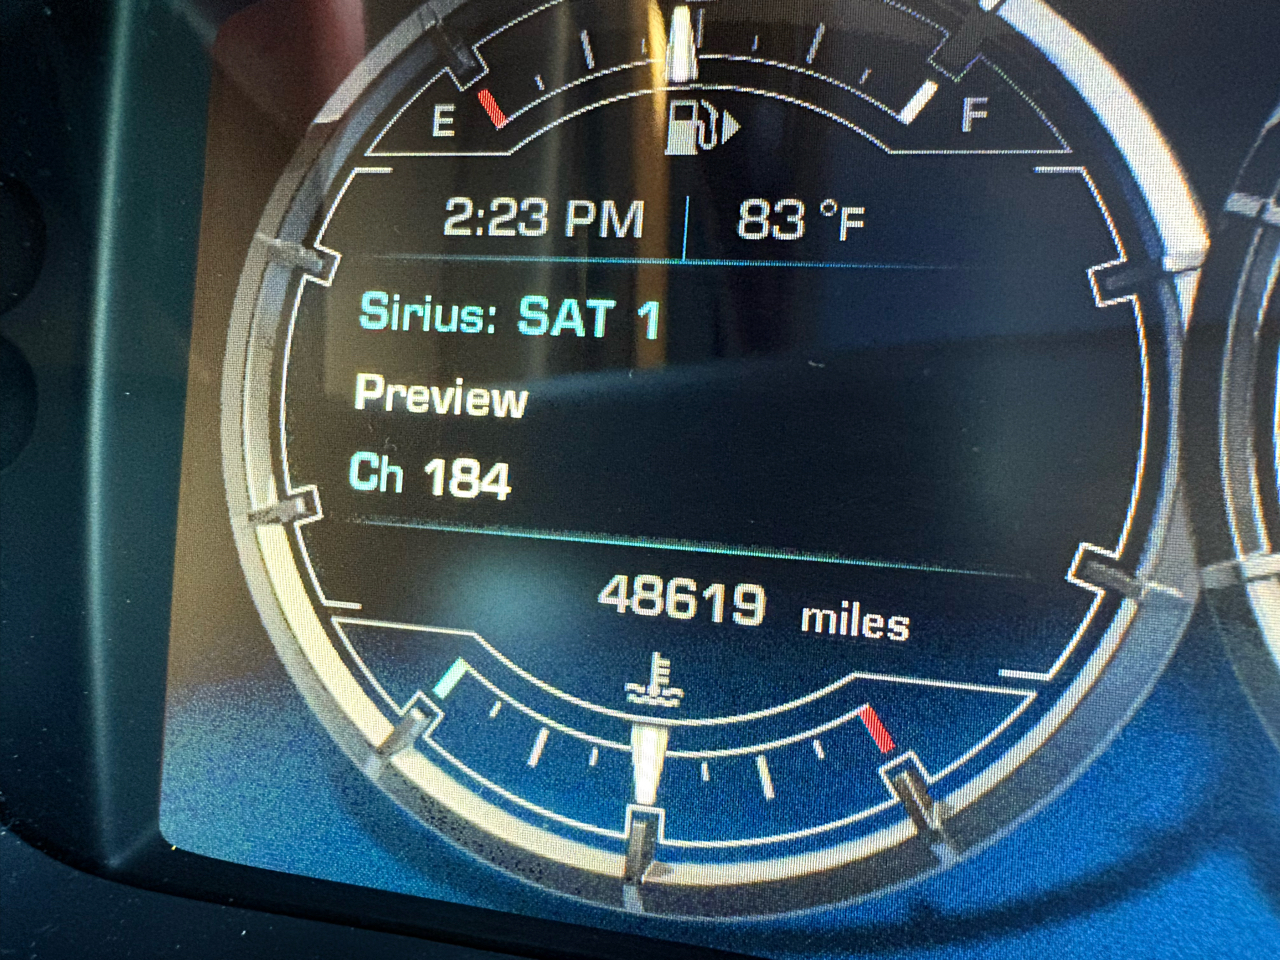 E F
2:23 PM 83 °F
Sirius: SAT 1
Preview
Ch 184
48619 miles